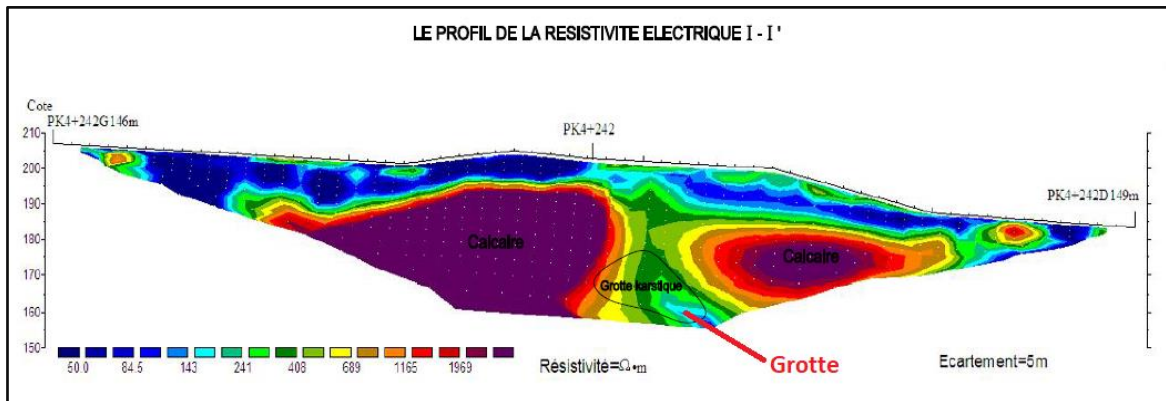 LE PROFIL DE LA RESISTIVITE ELECTRIQUE I - I'
Cote
PK4+242G146m
PK4+242
PK4+242D149m
210
200
190
180
170
160
150
Calcaire
Calcaire
Grotte karstique
50.0 84.5 143 241 408 689 1165 1969
Résistivité=Ω•m
Grotte
Ecartement=5m